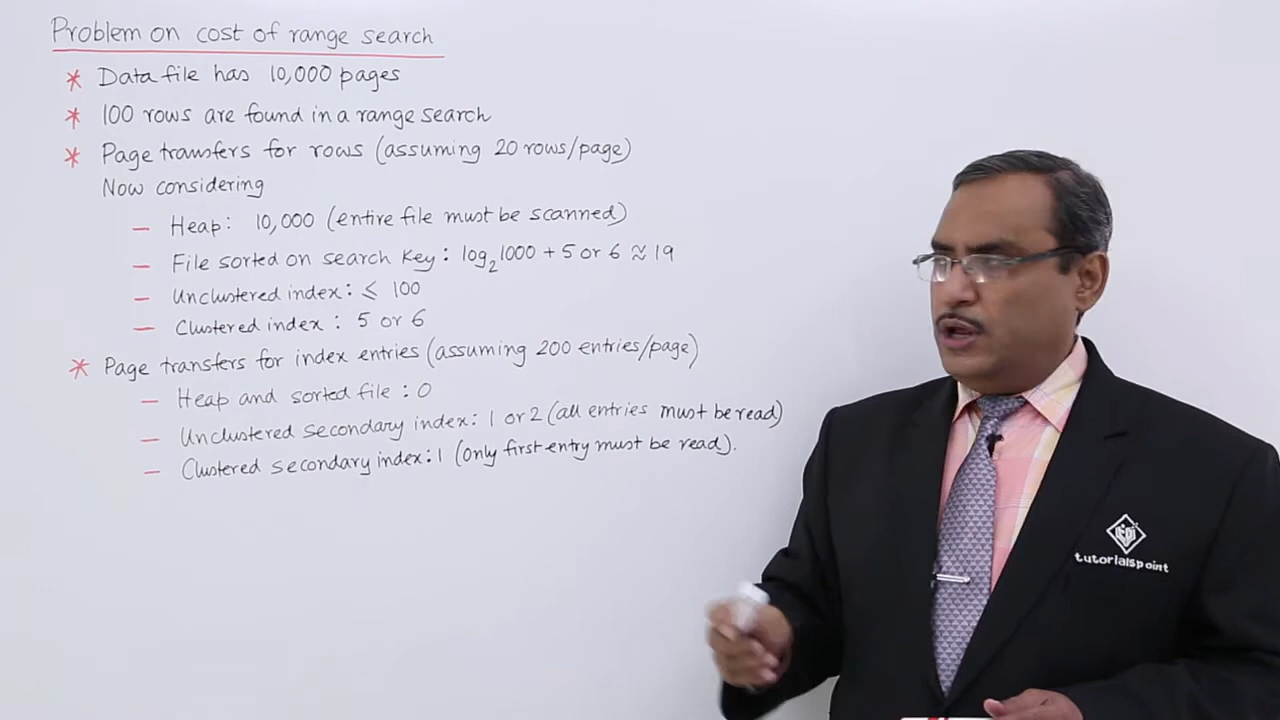 Problem on cost of range search
* Data file has 10,000 pages
* 100 rows are found in a range search
* Page transfers for rows (assuming 20 rows/page)
Now considering
— Heap: 10,000 (entire file must be scanned)
— File sorted on search key: log₂1000 + 5 or 6 ≈ 19
— Unclustered index: ⩽ 100
— Clustered index: 5 or 6
* Page transfers for index entries (assuming 200 entries/page)
— Heap and sorted file: 0
— Unclustered secondary index: 1 or 2 (all entries must be read)
— Clustered secondary index: 1 (only first entry must be read).
tutorialspoint